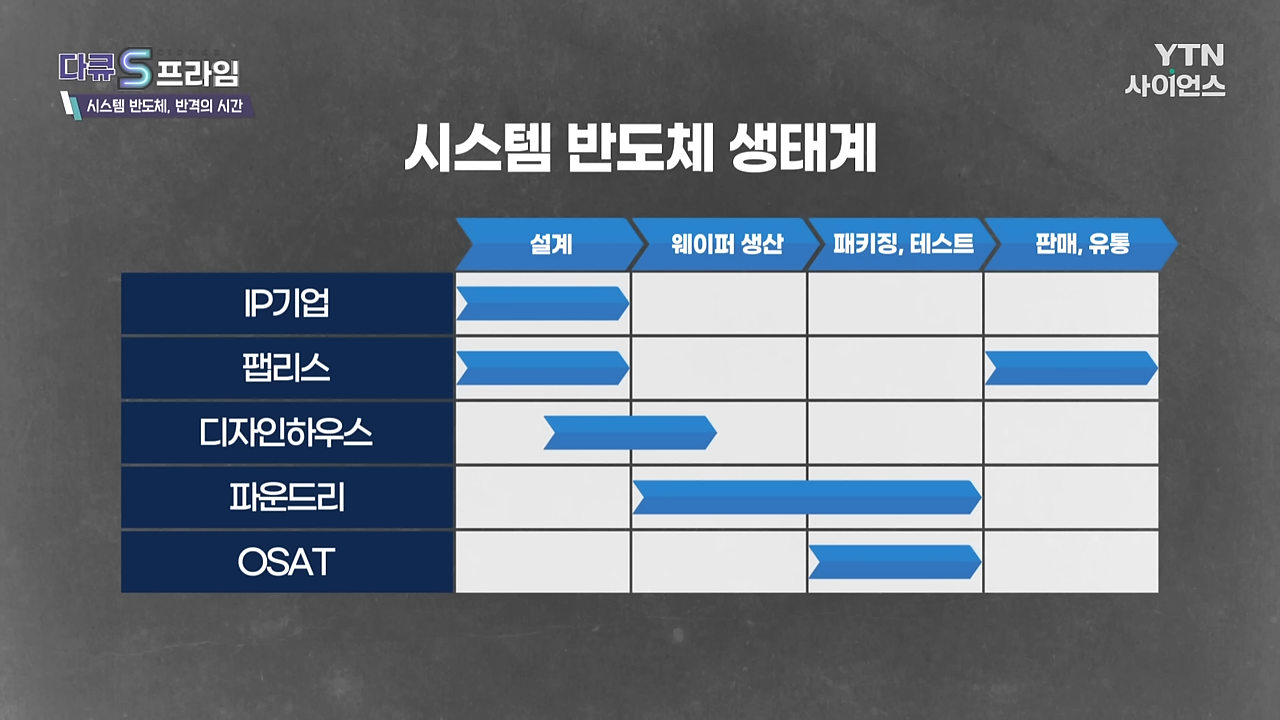 다큐S프라임
시스템 반도체, 반격의 시간
YTN
사이언스
시스템 반도체 생태계
설계
웨이퍼 생산
패키징, 테스트
판매, 유통
IP기업
팹리스
디자인하우스
파운드리
OSAT